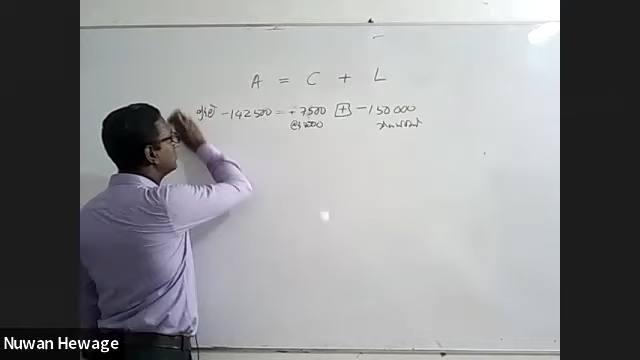 A = C + L
-142500 = +7500 + -150000
Nuwan Hewage